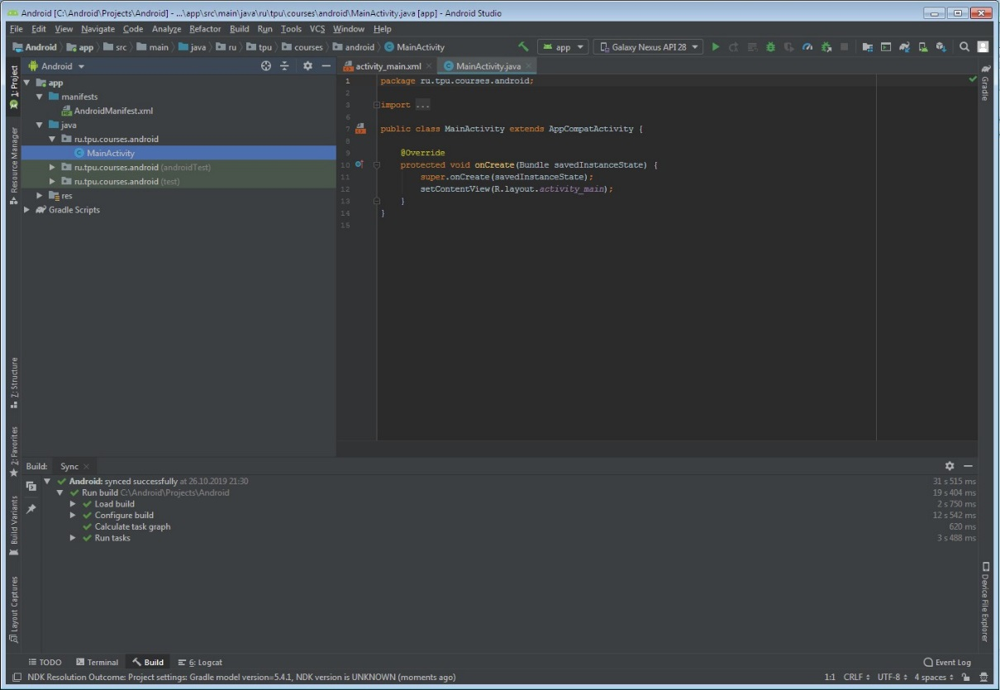 Android [C:\Android\Projects\Android] - ...\app\src\main\java\ru\tpu\courses\android\MainActivity.java [app] - Android Studio
File Edit View Navigate Code Analyze Refactor Build Run Tools VCS Window Help
Android app src main java ru tpu courses android MainActivity app Galaxy Nexus API 28
Android
activity_main.xml MainActivity.java
1: Project
Resource Manager
Z: Structure
2: Favorites
Build Variants
Layout Captures
app
manifests
AndroidManifest.xml
java
ru.tpu.courses.android
MainActivity
ru.tpu.courses.android (androidTest)
ru.tpu.courses.android (test)
res
Gradle Scripts
1 package ru.tpu.courses.android;
2
3 import ...
6
7 public class MainActivity extends AppCompatActivity {
8
9 @Override
10 protected void onCreate(Bundle savedInstanceState) {
11 super.onCreate(savedInstanceState);
12 setContentView(R.layout.activity_main);
13 }
14 }
15
Gradle
Device File Explorer
Build: Sync
Android: synced successfully at 26.10.2019 21:30 31 s 515 ms
Run build C:\Android\Projects\Android 19 s 404 ms
Load build 2 s 750 ms
Configure build 12 s 542 ms
Calculate task graph 620 ms
Run tasks 3 s 488 ms
TODO Terminal Build 6: Logcat Event Log
NDK Resolution Outcome: Project settings: Gradle model version=5.4.1, NDK version is UNKNOWN (moments ago) 1:1 CRLF UTF-8 4 spaces